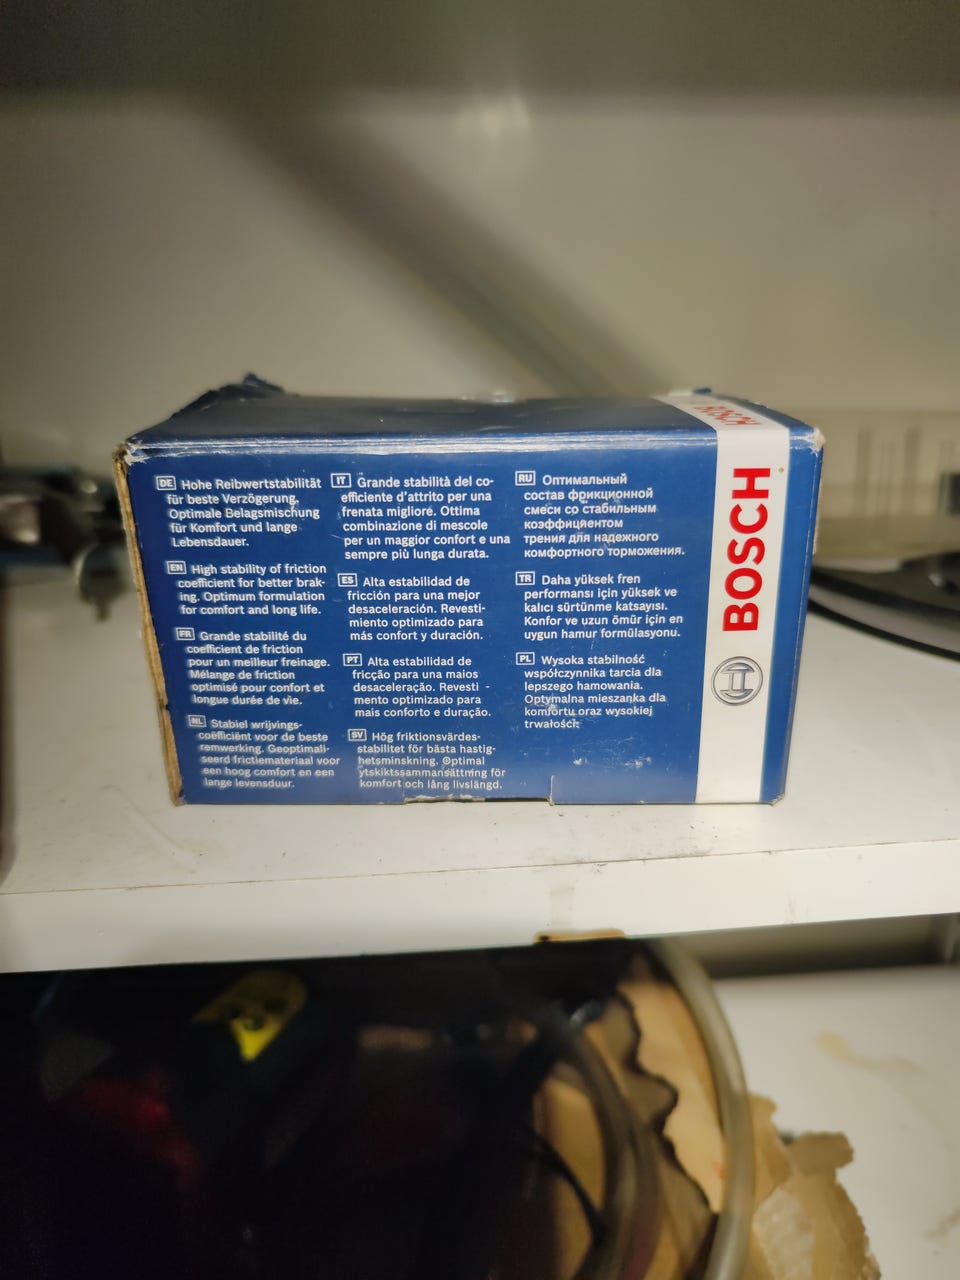 DE Hohe Reibwertstabilität
für beste Verzögerung.
Optimale Belagsmischung
für Komfort und lange
Lebensdauer.
EN High stability of friction
coefficient for better brak-
ing. Optimum formulation
for comfort and long life.
FR Grande stabilité du
coefficient de friction
pour un meilleur freinage.
Mélange de friction
optimisé pour confort et
longue durée de vie.
NL Stabiel wrijvings-
coëfficiënt voor de beste
remwerking. Geoptimali-
seerd frictiemateriaal voor
een hoog comfort en een
lange levensduur.
IT Grande stabilità del co-
efficiente d'attrito per una
frenata migliore. Ottima
combinazione di mescole
per un maggior confort e una
sempre più lunga durata.
ES Alta estabilidad de
fricción para una mejor
desaceleración. Revesti-
miento optimizado para
más confort y duración.
PT Alta estabilidad de
fricção para una maios
desaceleração. Revesti -
mento optimizado para
mais conforto e duração.
SV Hög friktionsvärdes-
stabilitet för bästa hastig-
hetsminskning. Optimal
ytskiktssammansättning för
komfort och lång livslängd.
RU Оптимальный
состав фрикционной
смеси со стабильным
коэффициентом
трения для надежного
комфортного торможения.
TR Daha yüksek fren
performansı için yüksek ve
kalıcı sürtünme katsayısı.
Konfor ve uzun ömür için en
uygun hamur formülasyonu.
PL Wysoka stabilność
współczynnika tarcia dla
lepszego hamowania.
Optymalna mieszanka dla
komfortu oraz wysokiej
trwałości.
BOSCH
BOSCH